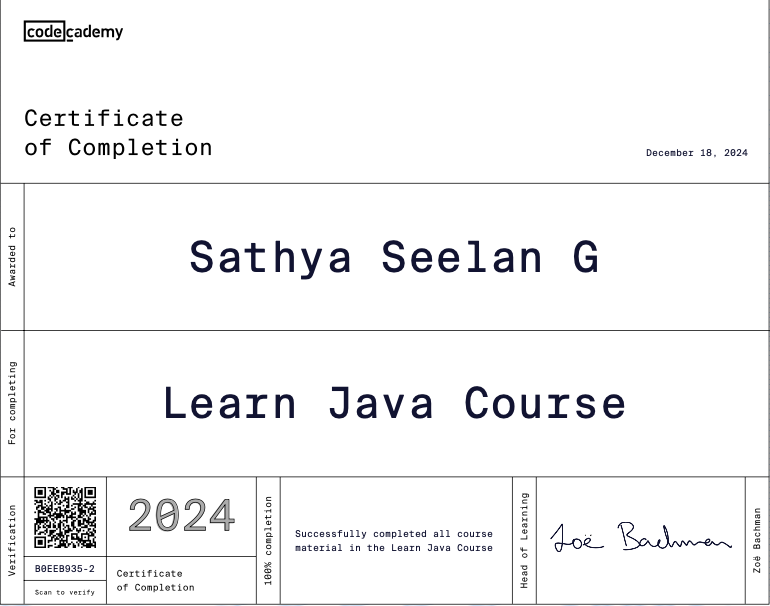 codecademy
Certificate
of Completion
December 18, 2024
Awarded to
Sathya Seelan G
For completing
Learn Java Course
Verification
B0EEB935-2
Scan to verify
2024
Certificate
of Completion
100% completion
Successfully completed all course
material in the Learn Java Course
Head of Learning
Zoë Bachman
Zoë Bachman